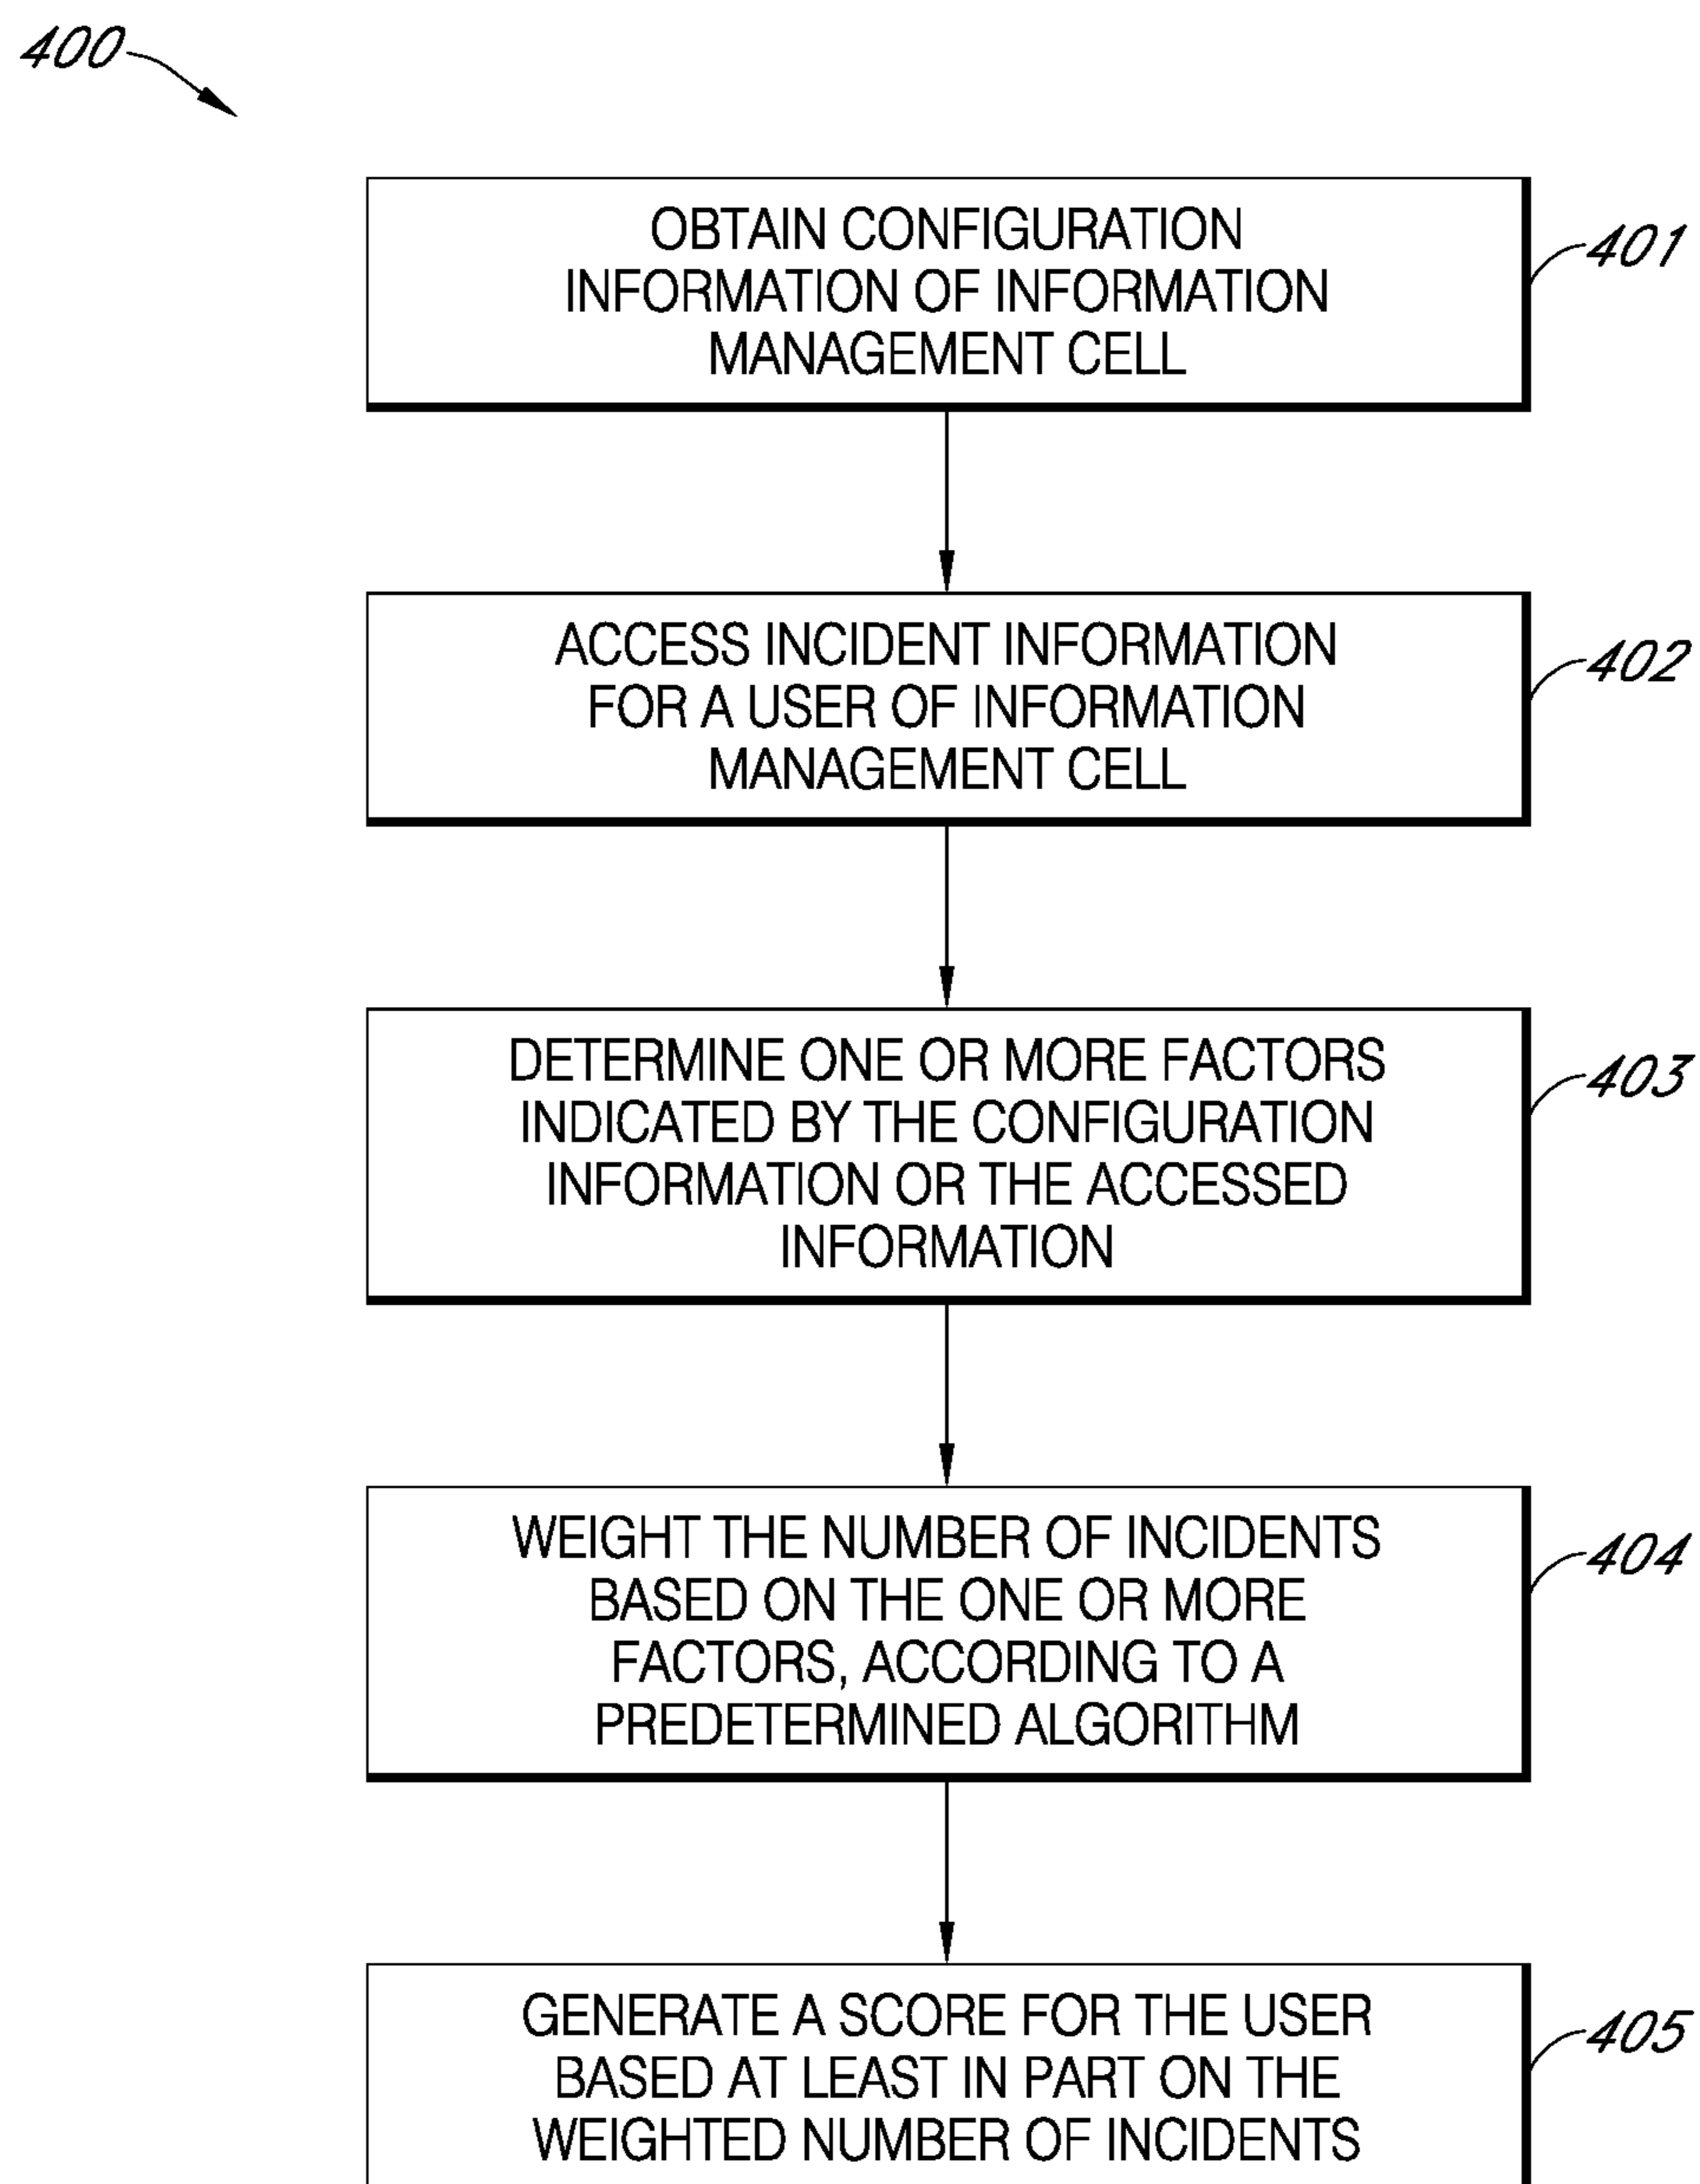 400
OBTAIN CONFIGURATION
INFORMATION OF INFORMATION
MANAGEMENT CELL
401
ACCESS INCIDENT INFORMATION
FOR A USER OF INFORMATION
MANAGEMENT CELL
402
DETERMINE ONE OR MORE FACTORS
INDICATED BY THE CONFIGURATION
INFORMATION OR THE ACCESSED
INFORMATION
403
WEIGHT THE NUMBER OF INCIDENTS
BASED ON THE ONE OR MORE
FACTORS, ACCORDING TO A
PREDETERMINED ALGORITHM
404
GENERATE A SCORE FOR THE USER
BASED AT LEAST IN PART ON THE
WEIGHTED NUMBER OF INCIDENTS
405